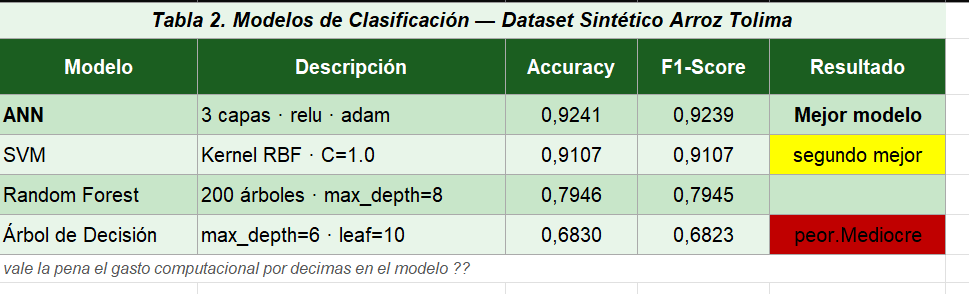 Tabla 2. Modelos de Clasificación — Dataset Sintético Arroz Tolima
Modelo Descripción Accuracy F1-Score Resultado
ANN 3 capas · relu · adam 0,9241 0,9239 Mejor modelo
SVM Kernel RBF · C=1.0 0,9107 0,9107 segundo mejor
Random Forest 200 árboles · max_depth=8 0,7946 0,7945
Árbol de Decisión max_depth=6 · leaf=10 0,6830 0,6823 peor.Mediocre
vale la pena el gasto computacional por decimas en el modelo ??